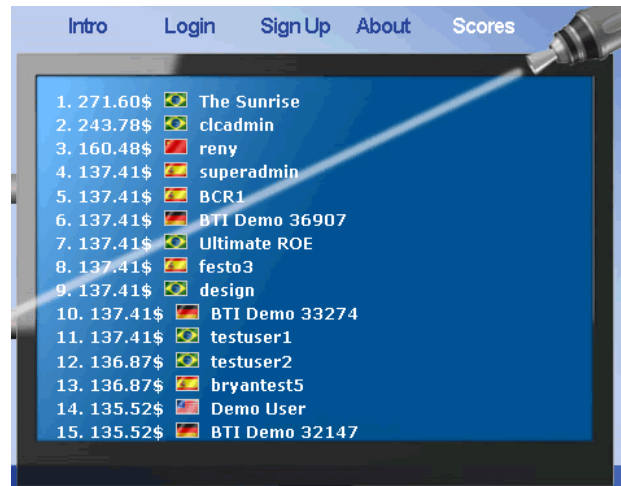 Intro Login Sign Up About Scores
1. 271.60$ The Sunrise
2. 243.78$ clcadmin
3. 160.48$ reny
4. 137.41$ superadmin
5. 137.41$ BCR1
6. 137.41$ BTI Demo 36907
7. 137.41$ Ultimate ROE
8. 137.41$ festo3
9. 137.41$ design
10. 137.41$ BTI Demo 33274
11. 137.41$ testuser1
12. 136.87$ testuser2
13. 136.87$ bryantest5
14. 135.52$ Demo User
15. 135.52$ BTI Demo 32147